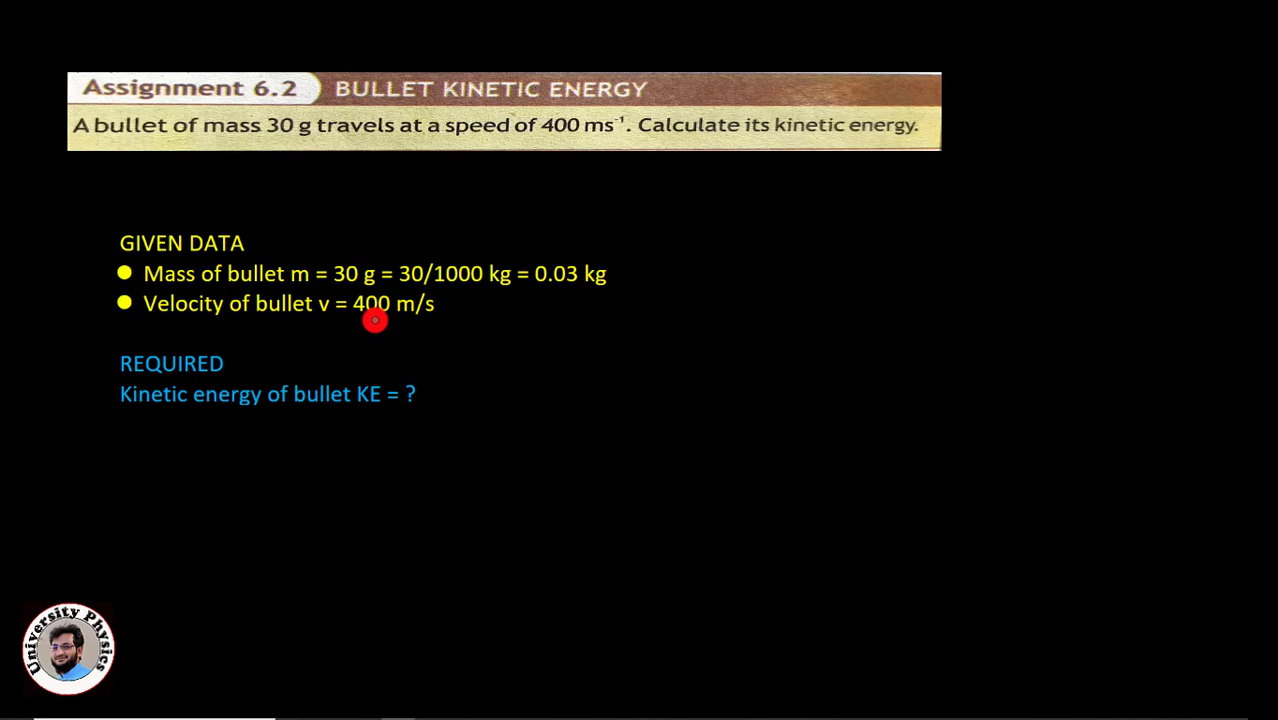 Assignment 6.2 BULLET KINETIC ENERGY
A bullet of mass 30 g travels at a speed of 400 ms⁻¹. Calculate its kinetic energy.
GIVEN DATA
● Mass of bullet m = 30 g = 30/1000 kg = 0.03 kg
● Velocity of bullet v = 400 m/s
REQUIRED
Kinetic energy of bullet KE = ?
University Physics